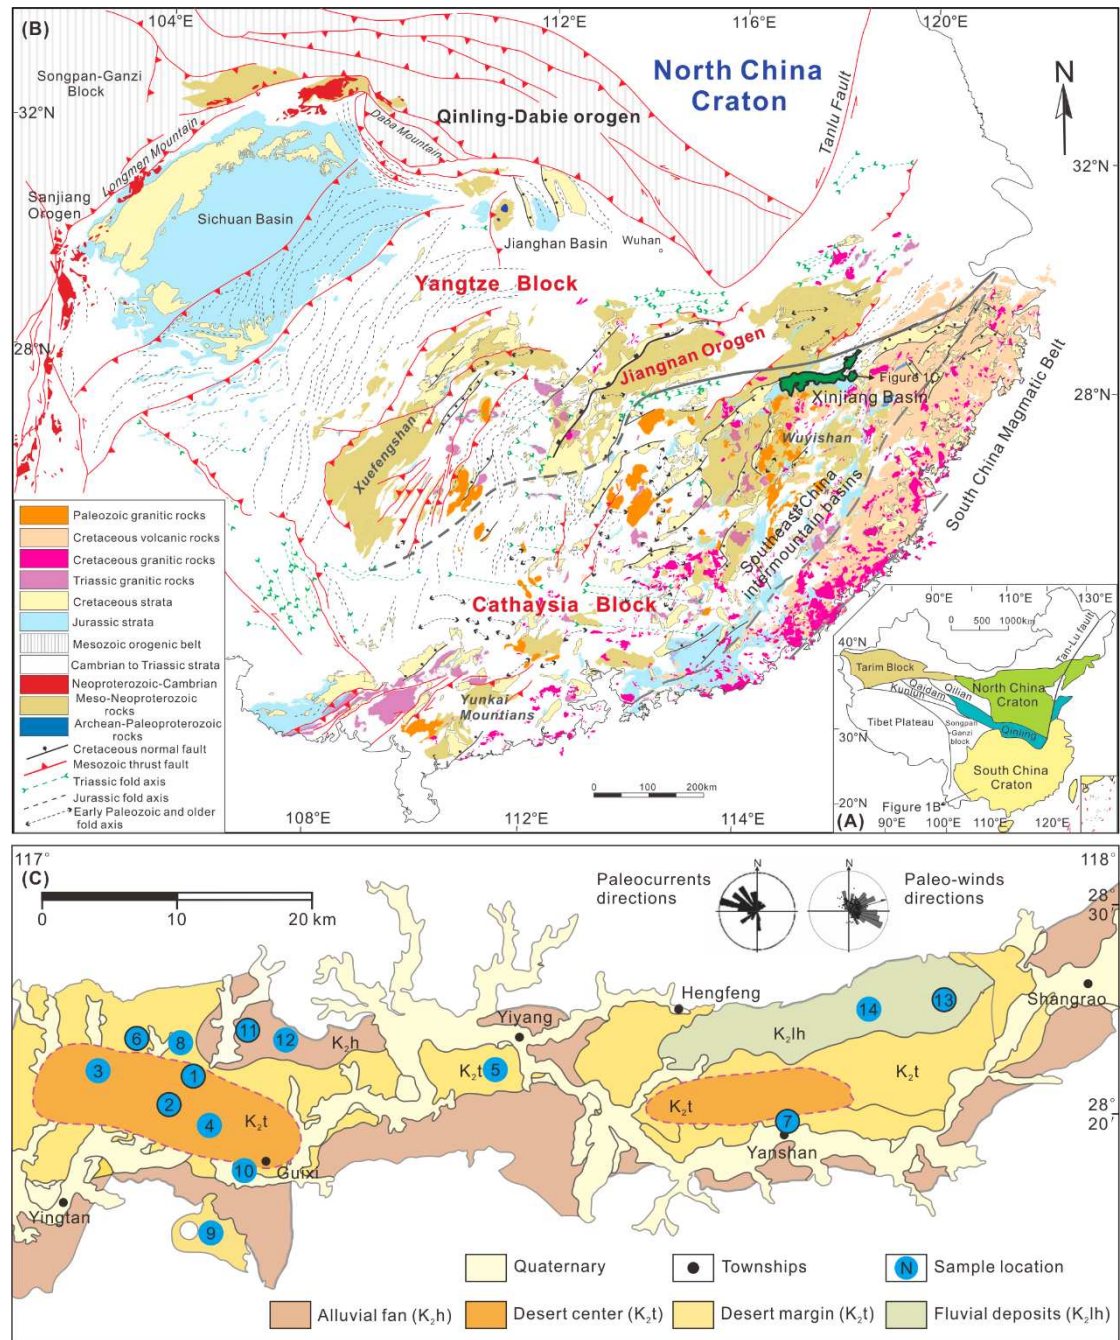 (B)
104°E
112°E
116°E
120°E
Songpan-Ganzi
Block
North China
Craton
N
32°N
Longmen Mountain
Daba Mountain
Qinling-Dabie orogen
Tanlu Fault
32°N
Sanjiang
Orogen
Sichuan Basin
Jianghan Basin
Wuhan
Yangtze Block
28°N
Jiangnan Orogen
Figure 1C
Xinjiang Basin
28°N
Xuefengshan
Wuyishan
South China Magmatic Belt
Southeast China
intermountain basins
Cathaysia Block
Yunkai
Mountians
Paleozoic granitic rocks
Cretaceous volcanic rocks
Cretaceous granitic rocks
Triassic granitic rocks
Cretaceous strata
Jurassic strata
Mesozoic orogenic belt
Cambrian to Triassic strata
Neoproterozoic-Cambrian
Meso-Neoproterozoic
rocks
Archean-Paleoproterozoic
rocks
Cretaceous normal fault
Mesozoic thrust fault
Triassic fold axis
Jurassic fold axis
Early Paleozoic and older
fold axis
0 50 100 200km
108°E
112°E
114°E
90°E
110°E
130°E
0 500 1000km
40°N
Tan-Lu fault
Tarim Block
Qaidam
Qilian
Kunlun
North China
Craton
Tibet Plateau
Songpan
Ganzi
block
Qinling
30°N
South China
Craton
20°N
Figure 1B
(A)
90°E
100°E
110°E
120°E
117°
(C)
0 10 20 km
Paleocurrents
directions
N
N
Paleo-winds
directions
118°
28°
30'
Hengfeng
Shangrao
Yiyang
6
8
11
12
K₂h
14
13
K₂lh
3
1
K₂t
5
K₂t
2
4
K₂t
K₂t
7
28°
20'
10
Guixi
Yanshan
Yingtan
9
Quaternary
Townships
N
Sample location
Alluvial fan (K₂h)
Desert center (K₂t)
Desert margin (K₂t)
Fluvial deposits (K₂lh)